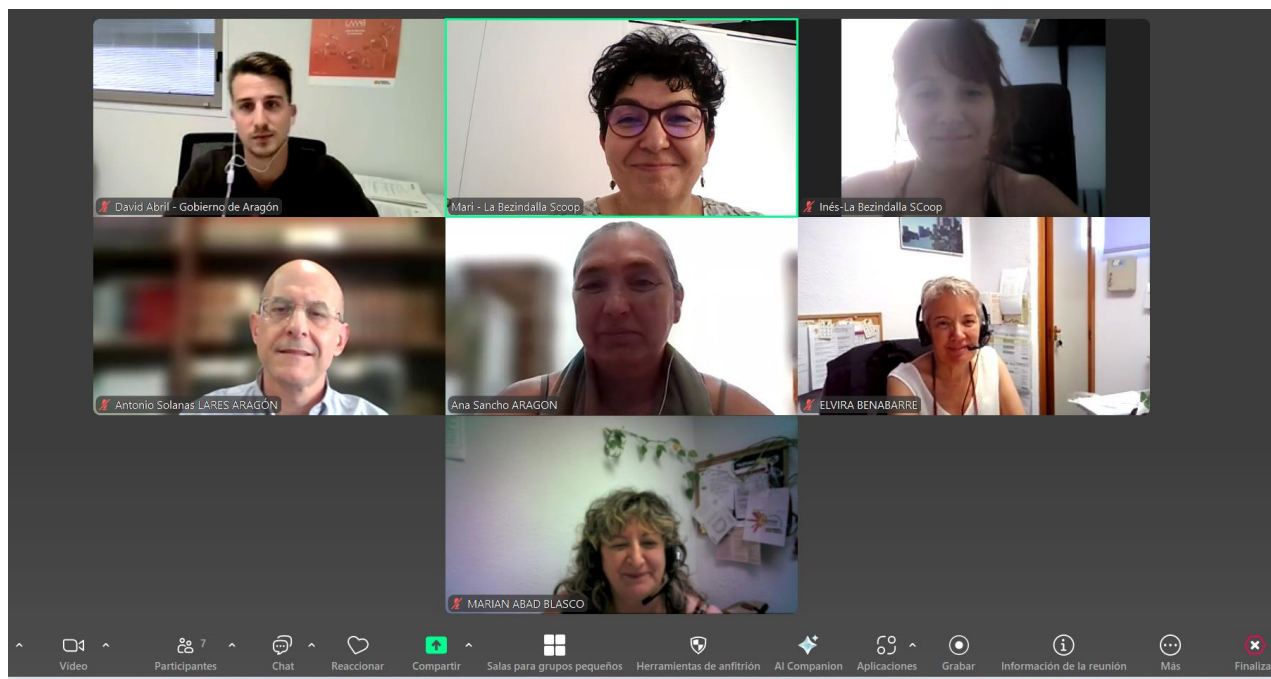 David Abril - Gobierno de Aragón
Mari - La Bezindalla Scoop
Inés-La Bezindalla SCoop
Antonio Solanas LARES ARAGÓN
Ana Sancho ARAGON
ELVIRA BENABARRE
MARIAN ABAD BLASCO
7
Vídeo
Participantes
Chat
Reaccionar
Compartir
Salas para grupos pequeños
Herramientas de anfitrión
AI Companion
Aplicaciones
Grabar
Información de la reunión
Más
Finaliza